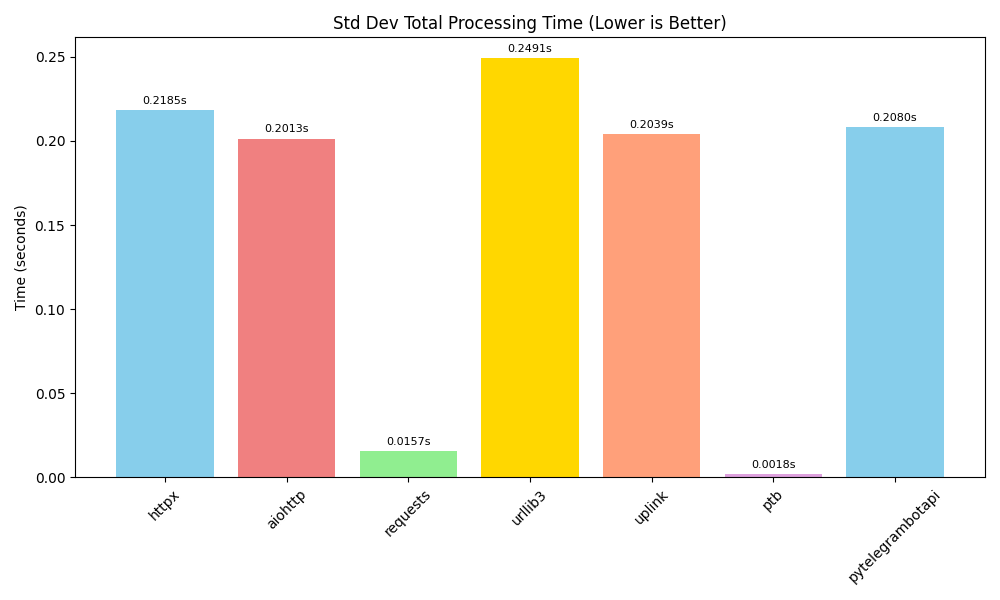 Std Dev Total Processing Time (Lower is Better)
Time (seconds)
0.25
0.20
0.15
0.10
0.05
0.00
0.2185s
0.2013s
0.0157s
0.2491s
0.2039s
0.0018s
0.2080s
httpx
aiohttp
requests
urllib3
uplink
ptb
pytelegrambotapi